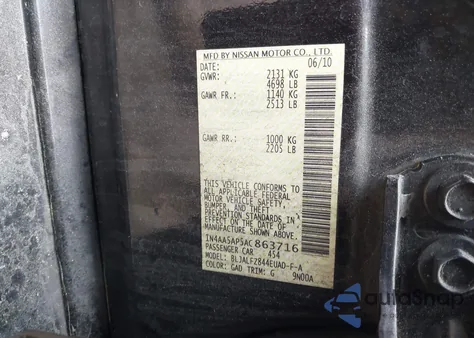 MFD BY NISSAN MOTOR CO., LTD.
DATE: 06/10
GVWR: 2131 KG
4698 LB
GAWR FR.: 1140 KG
2513 LB
GAWR RR.: 1000 KG
2205 LB
THIS VEHICLE CONFORMS TO
ALL APPLICABLE FEDERAL
MOTOR VEHICLE SAFETY,
BUMPER, AND THEFT
PREVENTION STANDARDS IN
EFFECT ON THE DATE OF
MANUFACTURE SHOWN ABOVE.
1N4AA5AP5AC863716
PASSENGER CAR 454
MODEL: BLJALFZ844EUAD-F-A
COLOR: GAD TRIM: G 9N00A
autoSnap